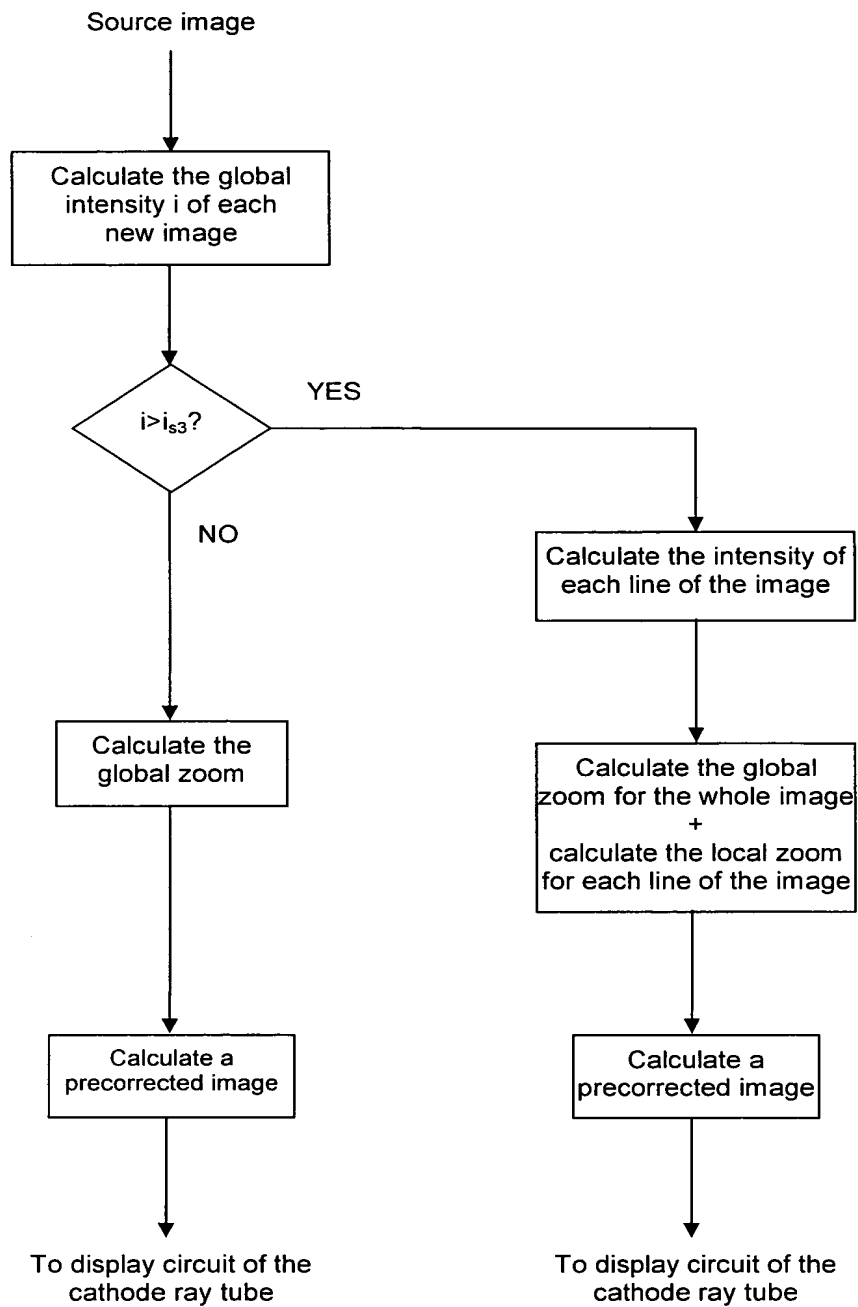 Source image
Calculate the global
intensity i of each
new image
i>is3?
YES
NO
Calculate the
global zoom
Calculate a
precorrected image
To display circuit of the
cathode ray tube
Calculate the intensity of
each line of the image
Calculate the global
zoom for the whole image
+
calculate the local zoom
for each line of the image
Calculate a
precorrected image
To display circuit of the
cathode ray tube